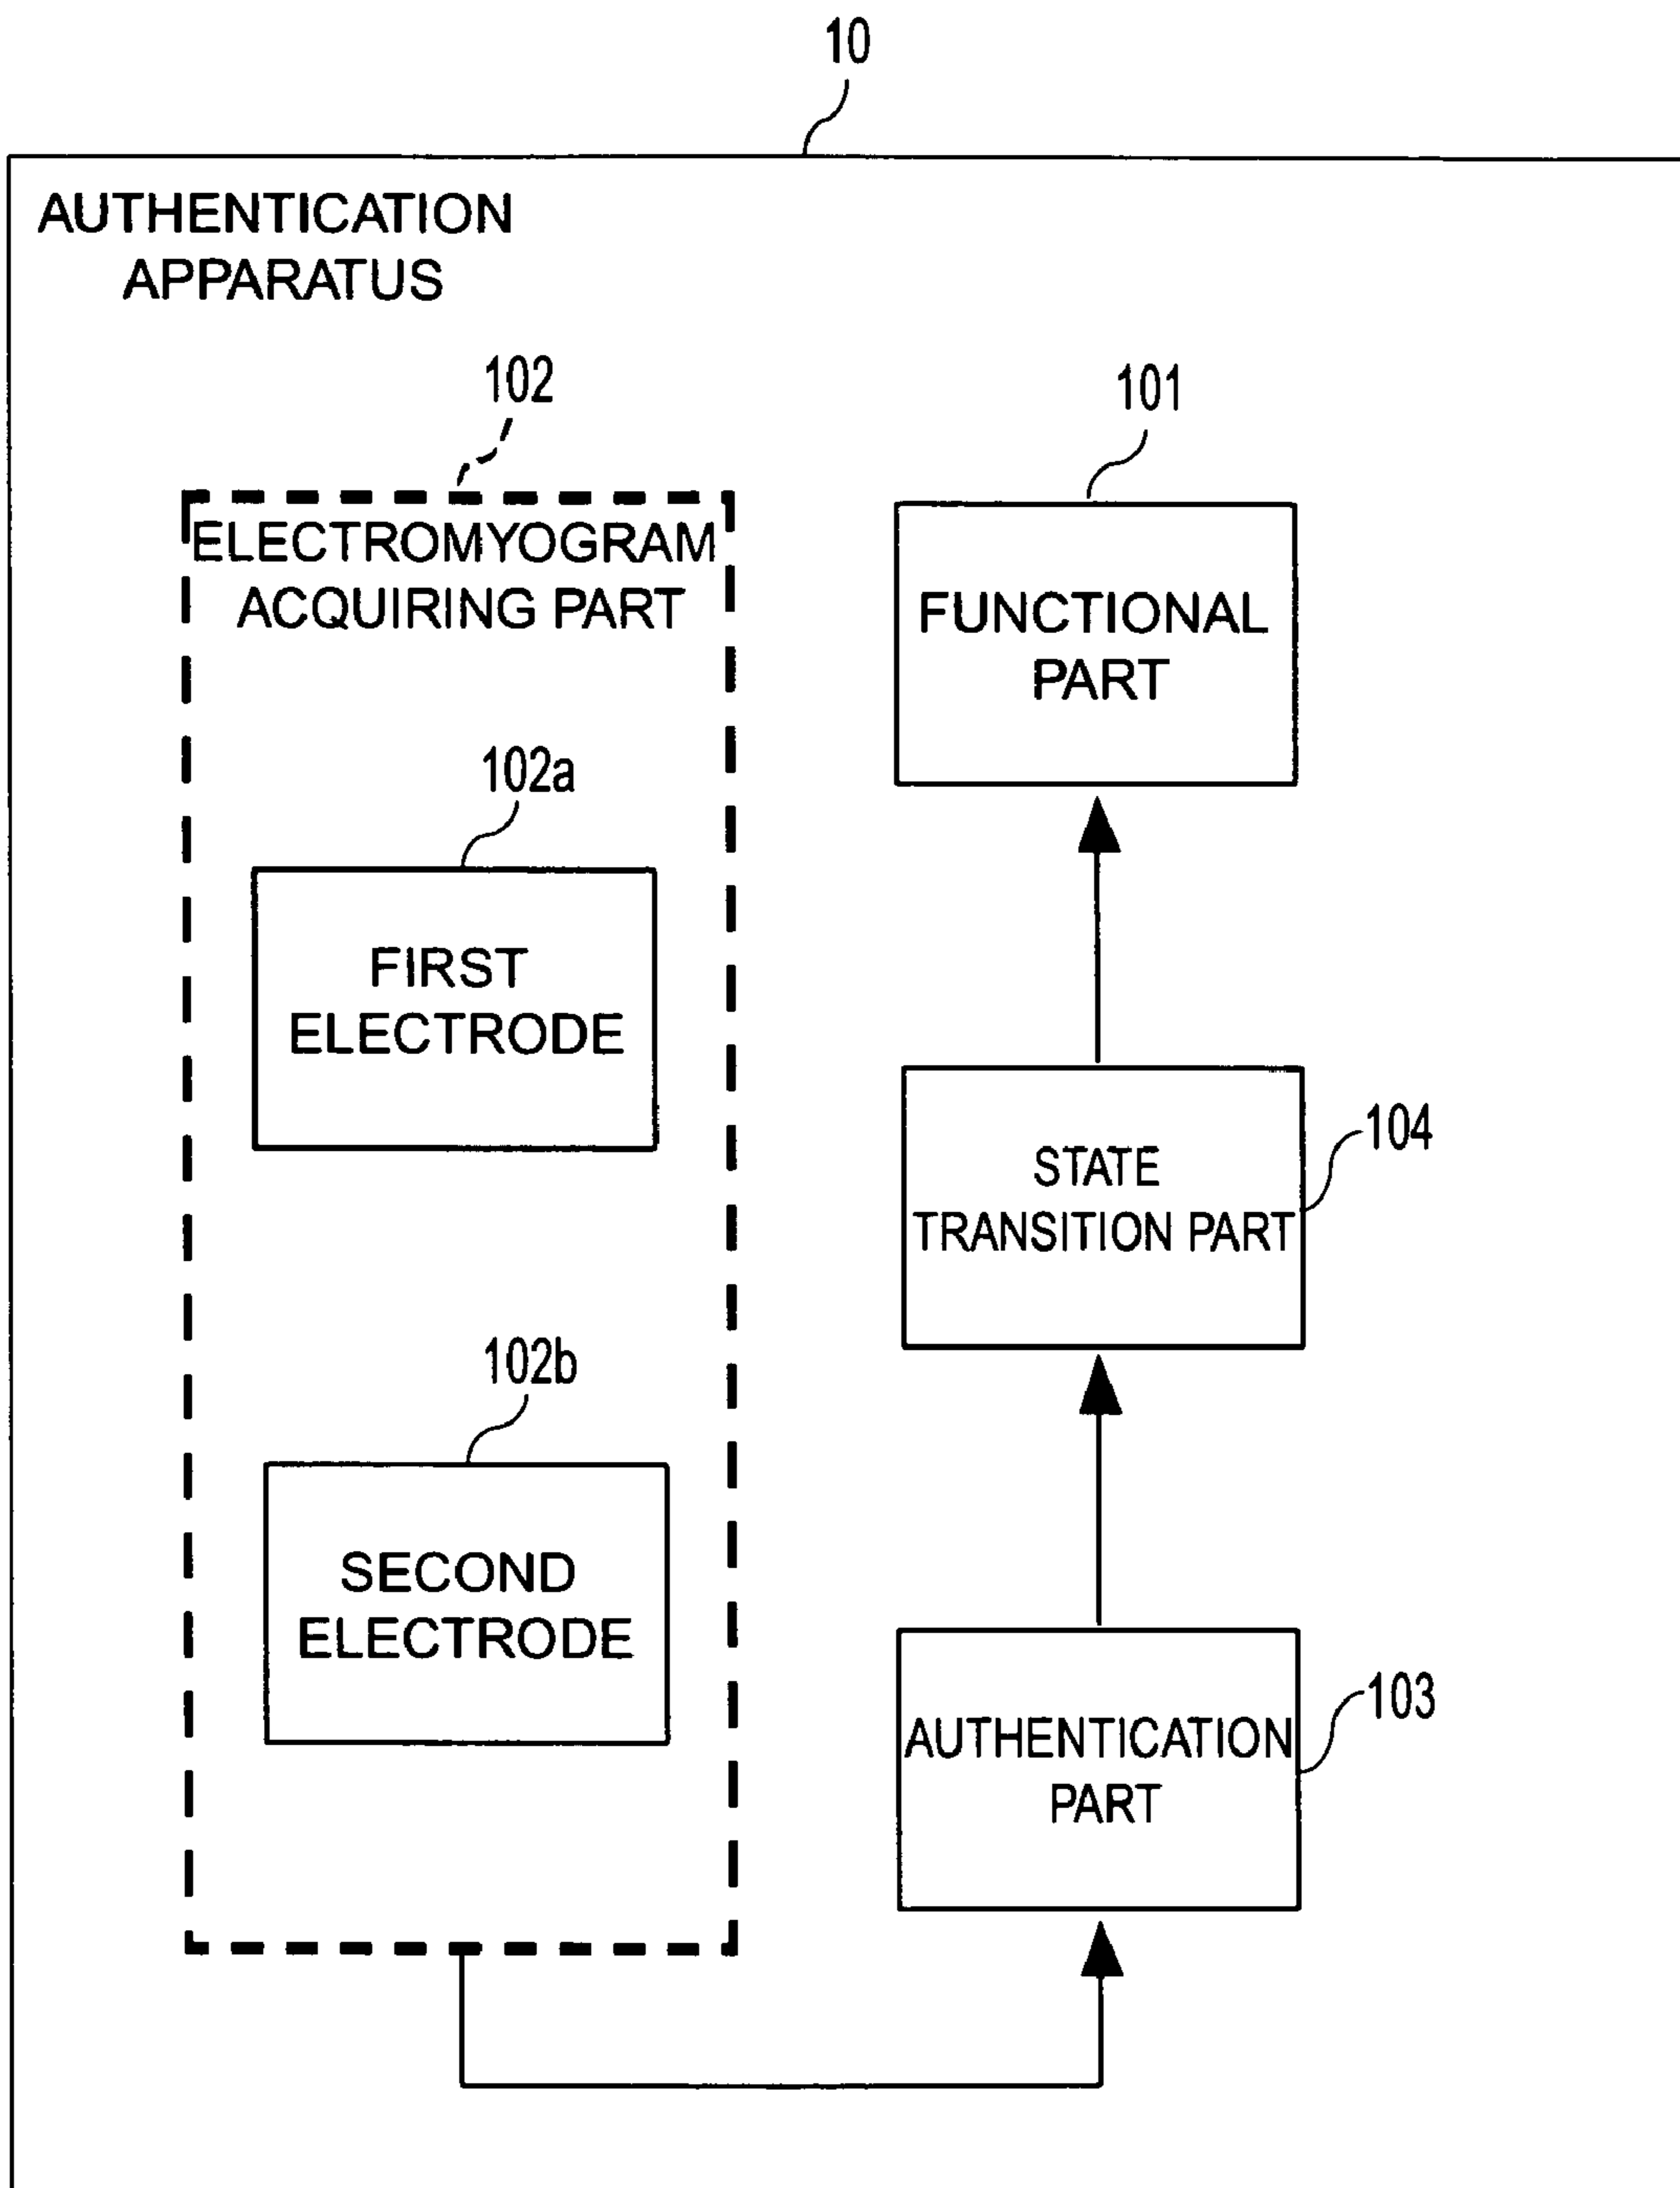 10
AUTHENTICATION
APPARATUS
102
ELECTROMYOGRAM
ACQUIRING PART
102a
FIRST
ELECTRODE
102b
SECOND
ELECTRODE
101
FUNCTIONAL
PART
104
STATE
TRANSITION PART
103
AUTHENTICATION
PART